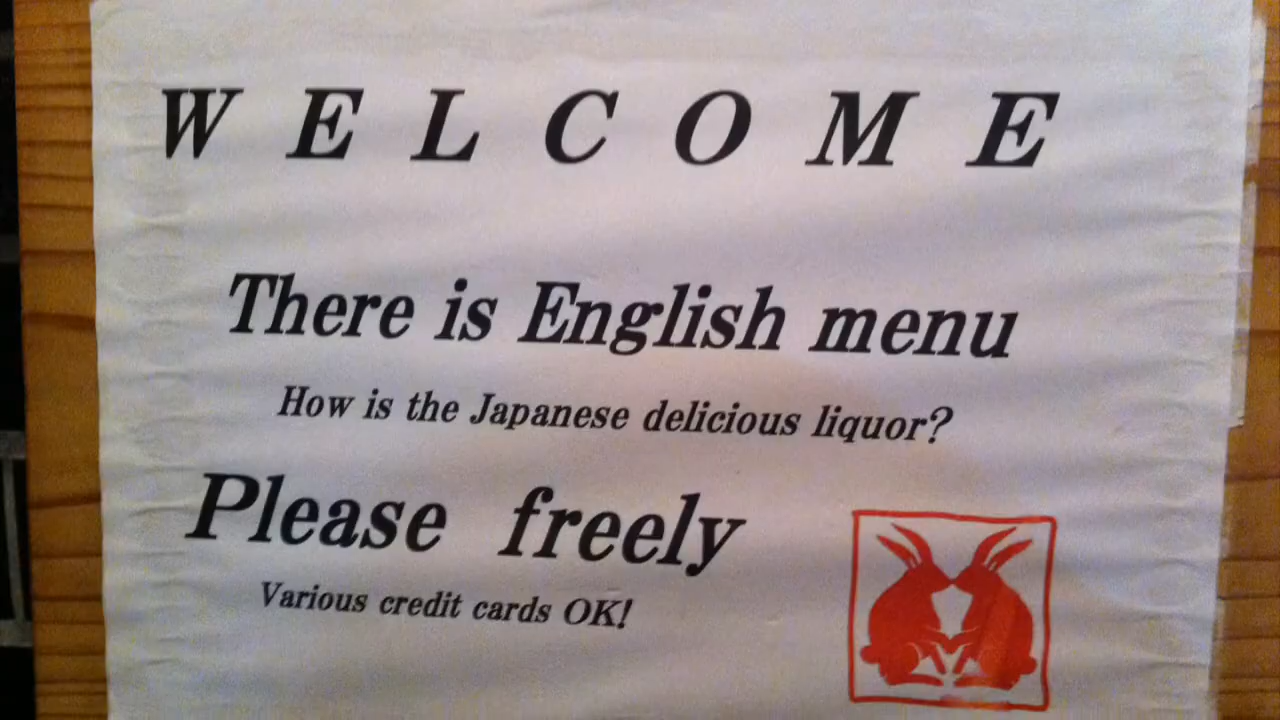 WELCOME
There is English menu
How is the Japanese delicious liquor?
Please freely
Various credit cards OK!